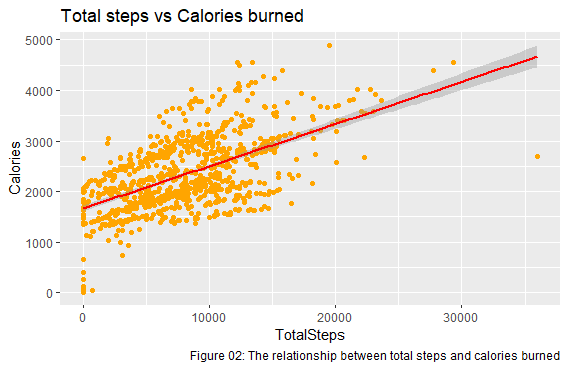 Total steps vs Calories burned
5000
4000
3000
2000
1000
0
Calories
0
10000
20000
30000
TotalSteps
Figure 02: The relationship between total steps and calories burned